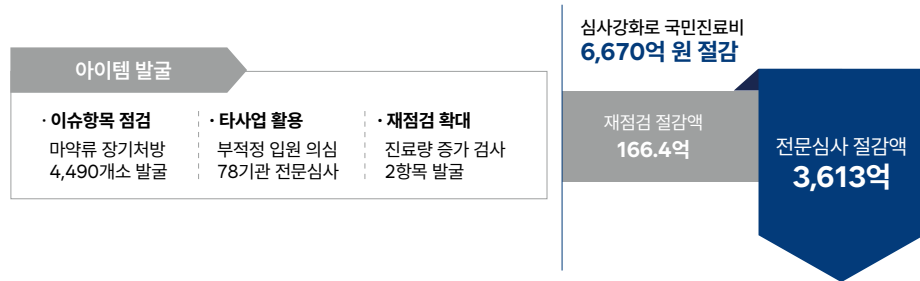 아이템 발굴
· 이슈항목 점검
마약류 장기처방
4,490개소 발굴
· 타사업 활용
부적정 입원 의심
78기관 전문심사
· 재점검 확대
진료량 증가 검사
2항목 발굴
심사강화로 국민진료비
6,670억 원 절감
재점검 절감액
166.4억
전문심사 절감액
3,613억